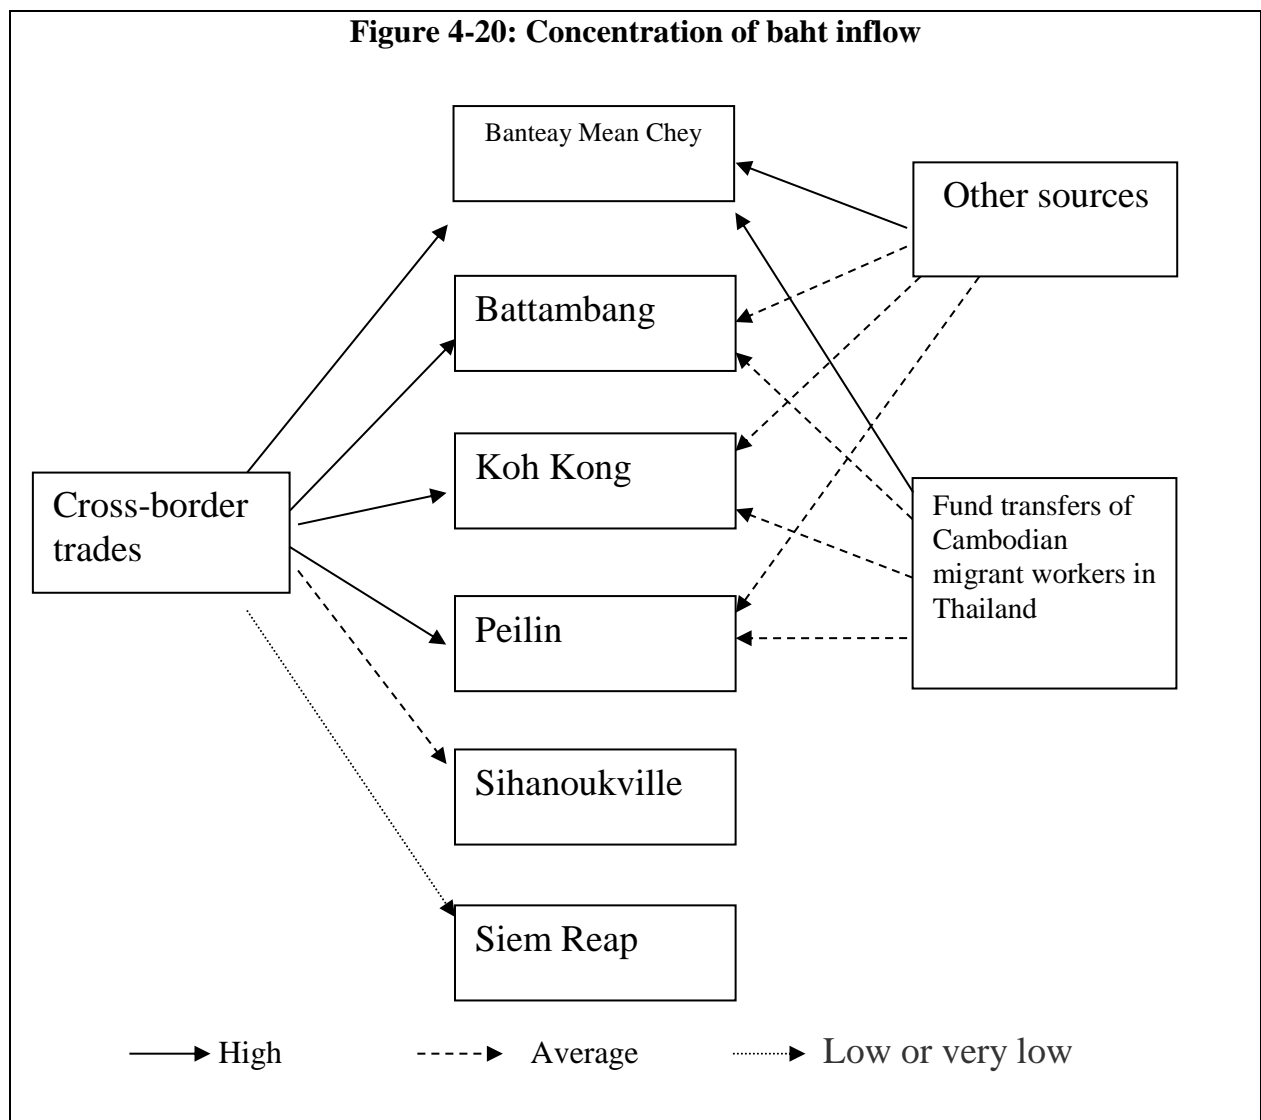 Figure 4-20: Concentration of baht inflow
Banteay Mean Chey
Other sources
Battambang
Koh Kong
Cross-border
trades
Fund transfers of
Cambodian
migrant workers in
Thailand
Peilin
Sihanoukville
Siem Reap
High
Average
Low or very low